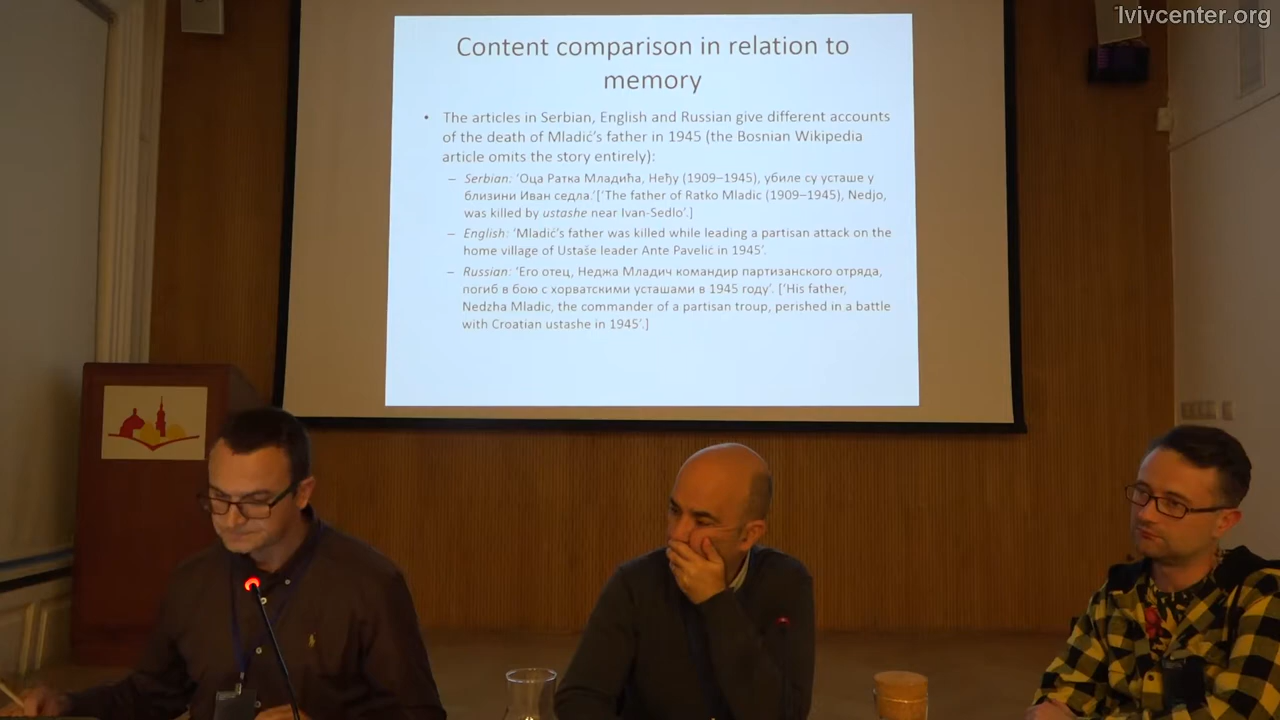 lvivcenter.org
Content comparison in relation to
memory
• The articles in Serbian, English and Russian give different accounts
of the death of Mladić's father in 1945 (the Bosnian Wikipedia
article omits the story entirely):
– Serbian: 'Оца Ратка Младића, Неђу (1909–1945), убиле су усташе у
близини Иван седла.'['The father of Ratko Mladic (1909–1945), Nedjo,
was killed by ustashe near Ivan-Sedlo'.]
– English: 'Mladić's father was killed while leading a partisan attack on the
home village of Ustaše leader Ante Pavelić in 1945'.
– Russian: 'Его отец, Неджа Младич командир партизанского отряда,
погиб в бою с хорватскими усташами в 1945 году'. ['His father,
Nedzha Mladic, the commander of a partisan troup, perished in a battle
with Croatian ustashe in 1945'.]